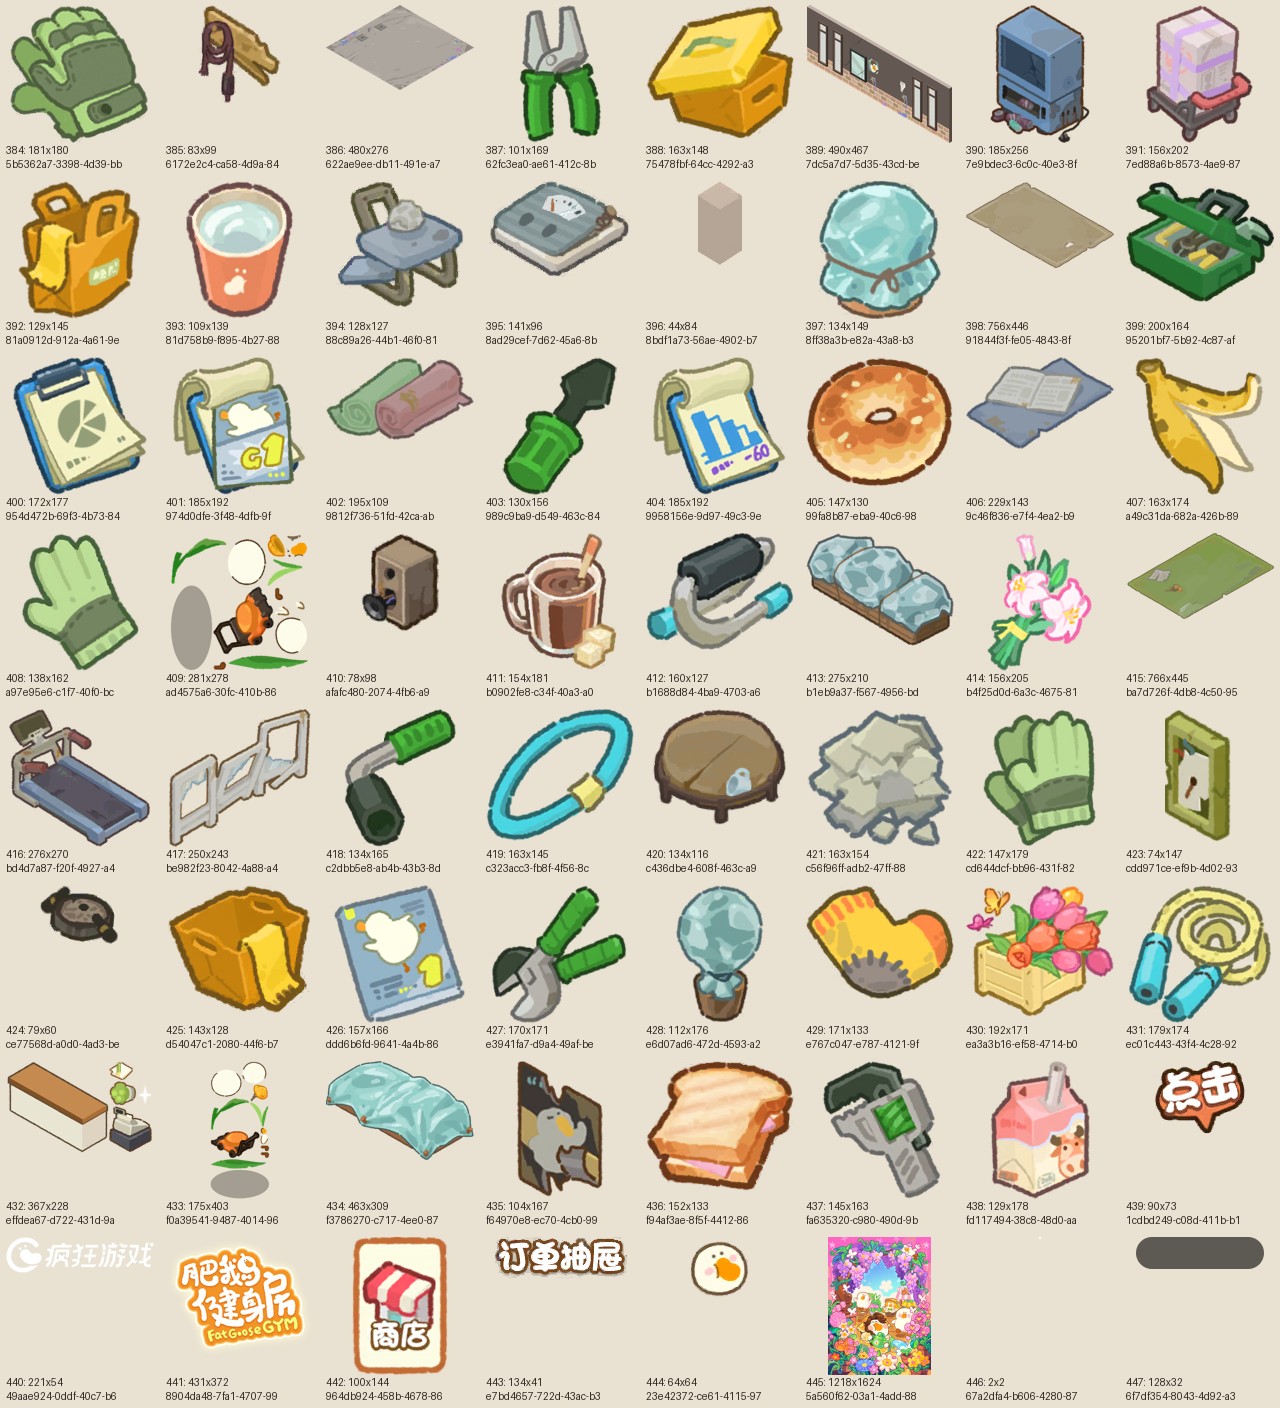 384: 181x180
5b5362a7-3398-4d39-bb
385: 83x99
6172e2c4-ca58-4d9a-84
386: 480x276
622ae9ee-db11-491e-a7
387: 101x169
62fc3ea0-ae61-412c-8b
388: 163x148
75478fbf-64cc-4292-a3
389: 490x467
7dc5a7d7-5d35-43cd-be
390: 185x256
7e9bdec3-6c0c-40e3-8f
391: 156x202
7ed88a6b-8573-4ae9-87
392: 129x145
81a0912d-912a-4a61-9e
393: 109x139
81d758b9-f895-4b27-88
394: 128x127
88c89a26-44b1-46f0-81
395: 141x96
8ad29cef-7d62-45a6-8b
396: 44x84
8bdf1a73-56ae-4902-b7
397: 134x149
8ff38a3b-e82a-43a8-b3
398: 756x446
91844f3f-fe05-4843-8f
399: 200x164
95201bf7-5b92-4c87-af
400: 172x177
954d472b-69f3-4b73-84
G1
401: 185x192
974d0dfe-3f48-4dfb-9f
402: 195x109
9812f736-51fd-42ca-ab
403: 130x156
989c9ba9-d549-463c-84
-60
404: 185x192
9958156e-9d97-49c3-9e
405: 147x130
99fa8b87-eba9-40c6-98
406: 229x143
9c46f836-e7f4-4ea2-b9
407: 163x174
a49c31da-682a-426b-89
408: 138x162
a97e95e6-c1f7-40f0-bc
409: 281x278
ad4575a6-30fc-410b-86
410: 78x98
afafc480-2074-4fb6-a9
411: 154x181
b0902fe8-c34f-40a3-a0
412: 160x127
b1688d84-4ba9-4703-a6
413: 275x210
b1eb9a37-f567-4956-bd
414: 156x205
b4f25d0d-6a3c-4675-81
415: 766x445
ba7d726f-4db8-4c50-95
416: 276x270
bd4d7a87-f20f-4927-a4
417: 250x243
be982f23-8042-4a88-a4
418: 134x165
c2dbb5e8-ab4b-43b3-8d
419: 163x145
c323acc3-fb8f-4f56-8c
420: 134x116
c436dbe4-608f-463c-a9
421: 163x154
c56f96ff-adb2-47ff-88
422: 147x179
cd644dcf-bb96-431f-82
423: 74x147
cdd971ce-ef9b-4d02-93
424: 79x60
ce77568d-a0d0-4ad3-be
425: 143x128
d54047c1-2080-44f6-b7
1
426: 157x166
ddd6b6fd-9641-4a4b-86
427: 170x171
e3941fa7-d9a4-49af-be
428: 112x176
e6d07ad6-472d-4593-a2
429: 171x133
e767c047-e787-4121-9f
430: 192x171
ea3a3b16-ef58-4714-b0
431: 179x174
ec01c443-43f4-4c28-92
432: 367x228
effdea67-d722-431d-9a
433: 175x403
f0a39541-9487-4014-96
434: 463x309
f3786270-c717-4ee0-87
435: 104x167
f64970e8-ec70-4cb0-99
436: 152x133
f94af3ae-8f5f-4412-86
437: 145x163
fa635320-c980-490d-9b
438: 129x178
fd117494-38c8-48d0-aa
点击
439: 90x73
1cdbd249-c08d-411b-b1
疯狂游戏
440: 221x54
49aae924-0ddf-40c7-b6
肥鹅
健身房
Fat Goose GYM
441: 431x372
8904da48-7fa1-4707-99
商店
442: 100x144
964db924-458b-4678-86
订单抽屉
443: 134x41
e7bd4657-722d-43ac-b3
444: 64x64
23e42372-ce61-4115-97
445: 1218x1624
5a560f62-03a1-4add-88
446: 2x2
67a2dfa4-b606-4280-87
447: 128x32
6f7df354-8043-4d92-a3